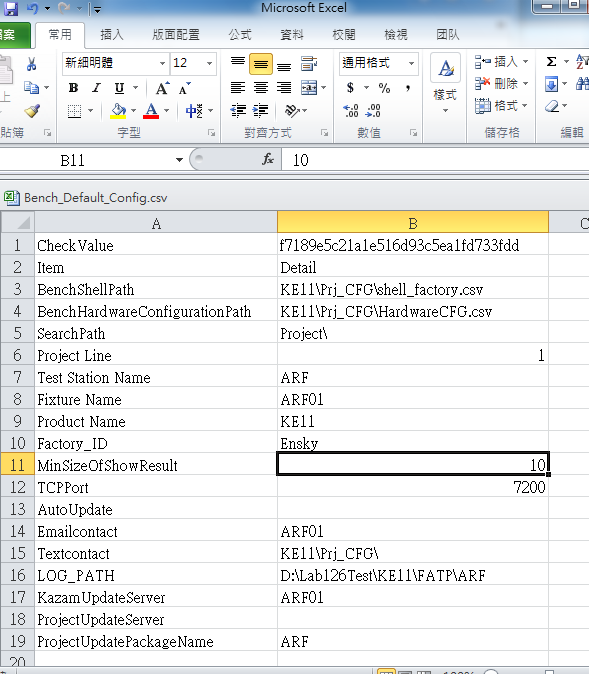 Microsoft Excel
檔案 常用 插入 版面配置 公式 資料 校閱 檢視 團隊
新細明體 12 通用格式 插入 Σ
B I U A A $ % , 樣式 刪除
A 中 格式
貼簿 字型 對齊方式 數值 儲存格 編輯
B11 fx 10
Bench_Default_Config.csv
A B C
1 CheckValue f7189e5c21a1e516d93c5ea1fd733fdd
2 Item Detail
3 BenchShellPath KE11\Prj_CFG\shell_factory.csv
4 BenchHardwareConfigurationPath KE11\Prj_CFG\HardwareCFG.csv
5 SearchPath Project\
6 Project Line 1
7 Test Station Name ARF
8 Fixture Name ARF01
9 Product Name KE11
10 Factory_ID Ensky
11 MinSizeOfShowResult 10
12 TCPPort 7200
13 AutoUpdate
14 Emailcontact ARF01
15 Textcontact KE11\Prj_CFG\
16 LOG_PATH D:\Lab126Test\KE11\FATP\ARF
17 KazamUpdateServer ARF01
18 ProjectUpdateServer
19 ProjectUpdatePackageName ARF
20